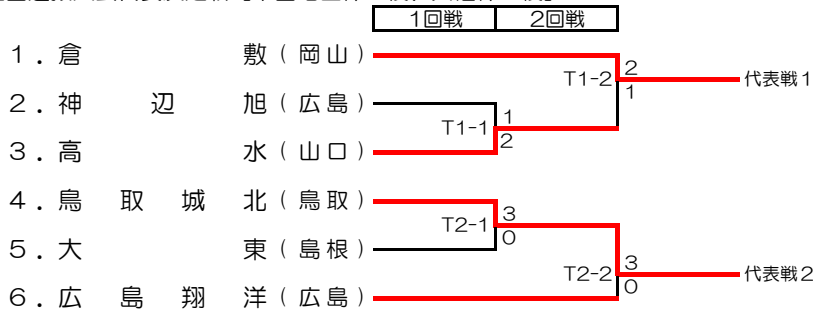 1回戦 2回戦
1．倉敷（岡山）
T1-2 2 代表戦1
1
2．神辺旭（広島）
T1-1 1
2
3．高水（山口）
4．鳥取城北（鳥取）
T2-1 3
0
5．大東（島根）
T2-2 3 代表戦2
0
6．広島翔洋（広島）